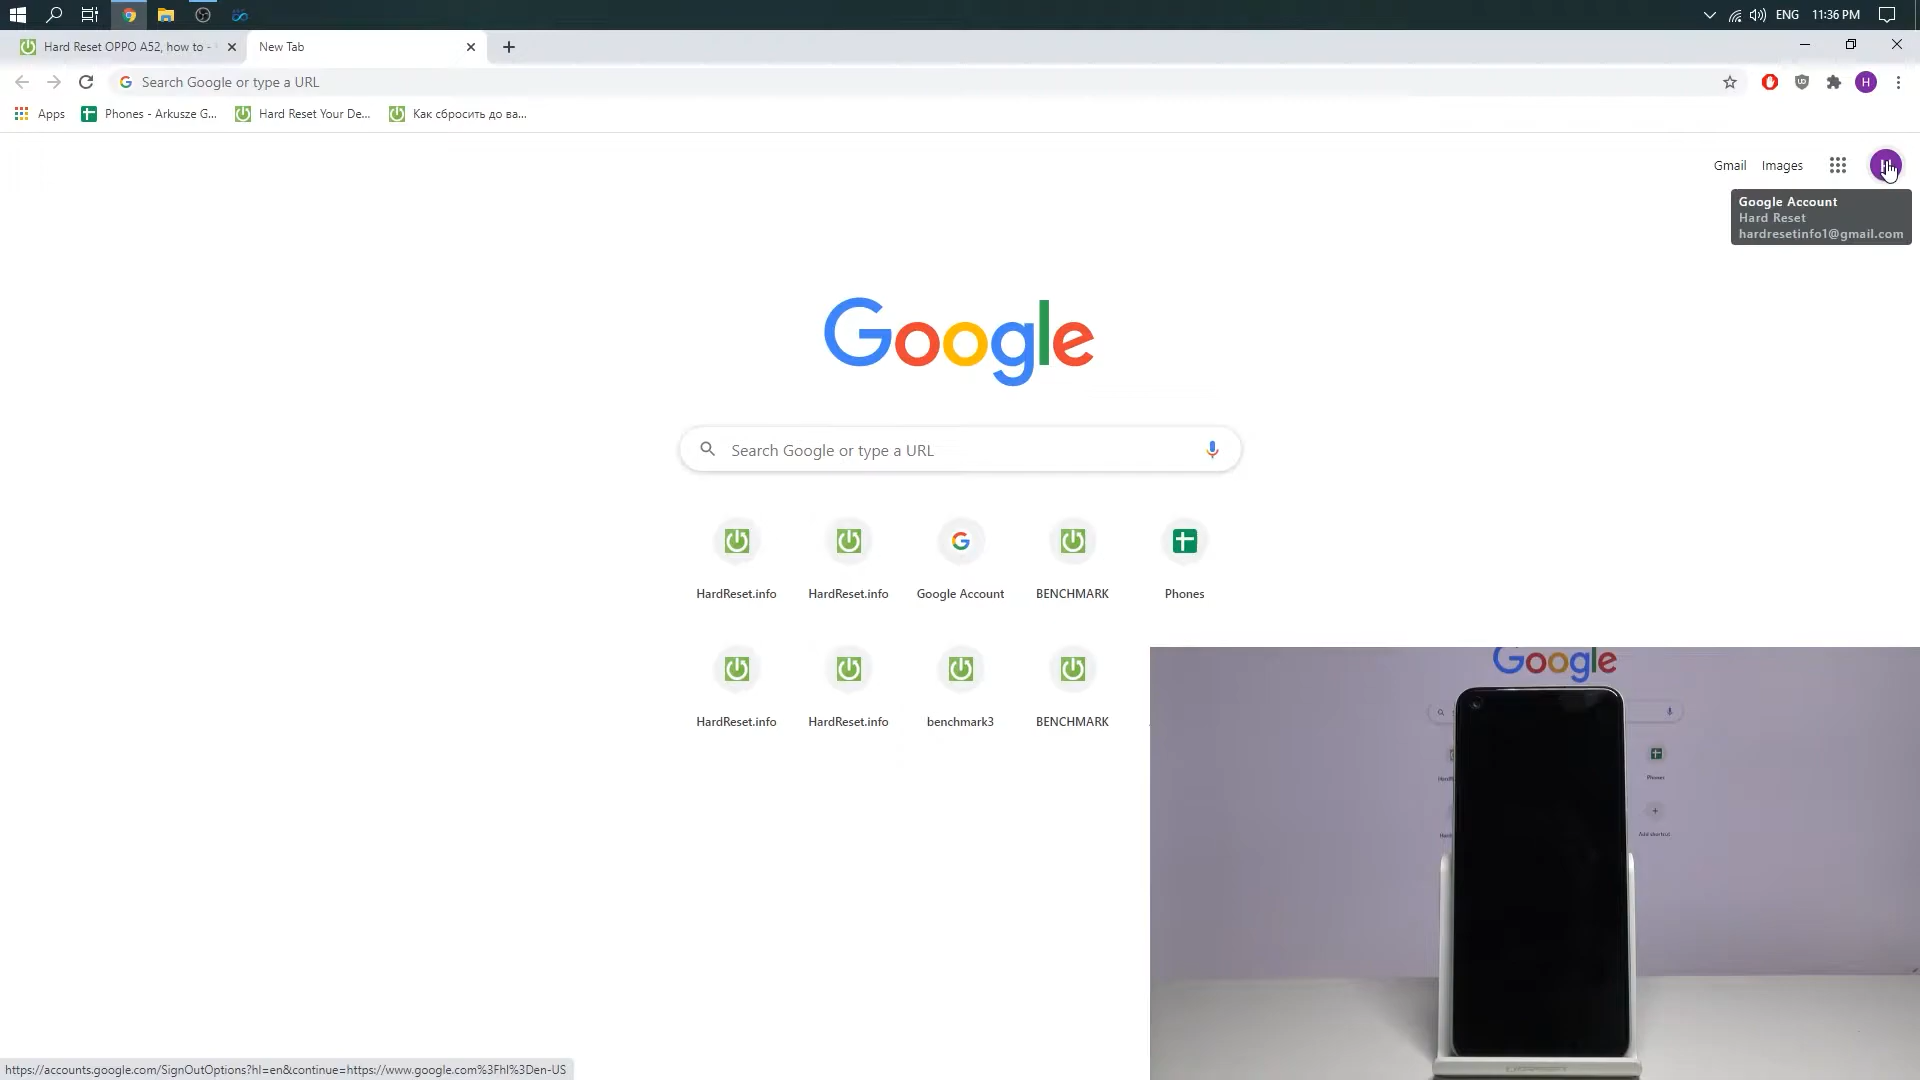 ENG
11:36 PM
Hard Reset OPPO A52, how to -
New Tab
Search Google or type a URL
H
Apps
Phones - Arkusze G...
Hard Reset Your De...
Как сбросить до ва...
Gmail
Images
Google Account
Hard Reset
hardresetinfo1@gmail.com
Google
Search Google or type a URL
HardReset.info
HardReset.info
Google Account
BENCHMARK
Phones
HardReset.info
HardReset.info
benchmark3
BENCHMARK
Google
Phones
Add shortcut
https://accounts.google.com/SignOutOptions?hl=en&continue=https://www.google.com%3Fhl%3Den-US